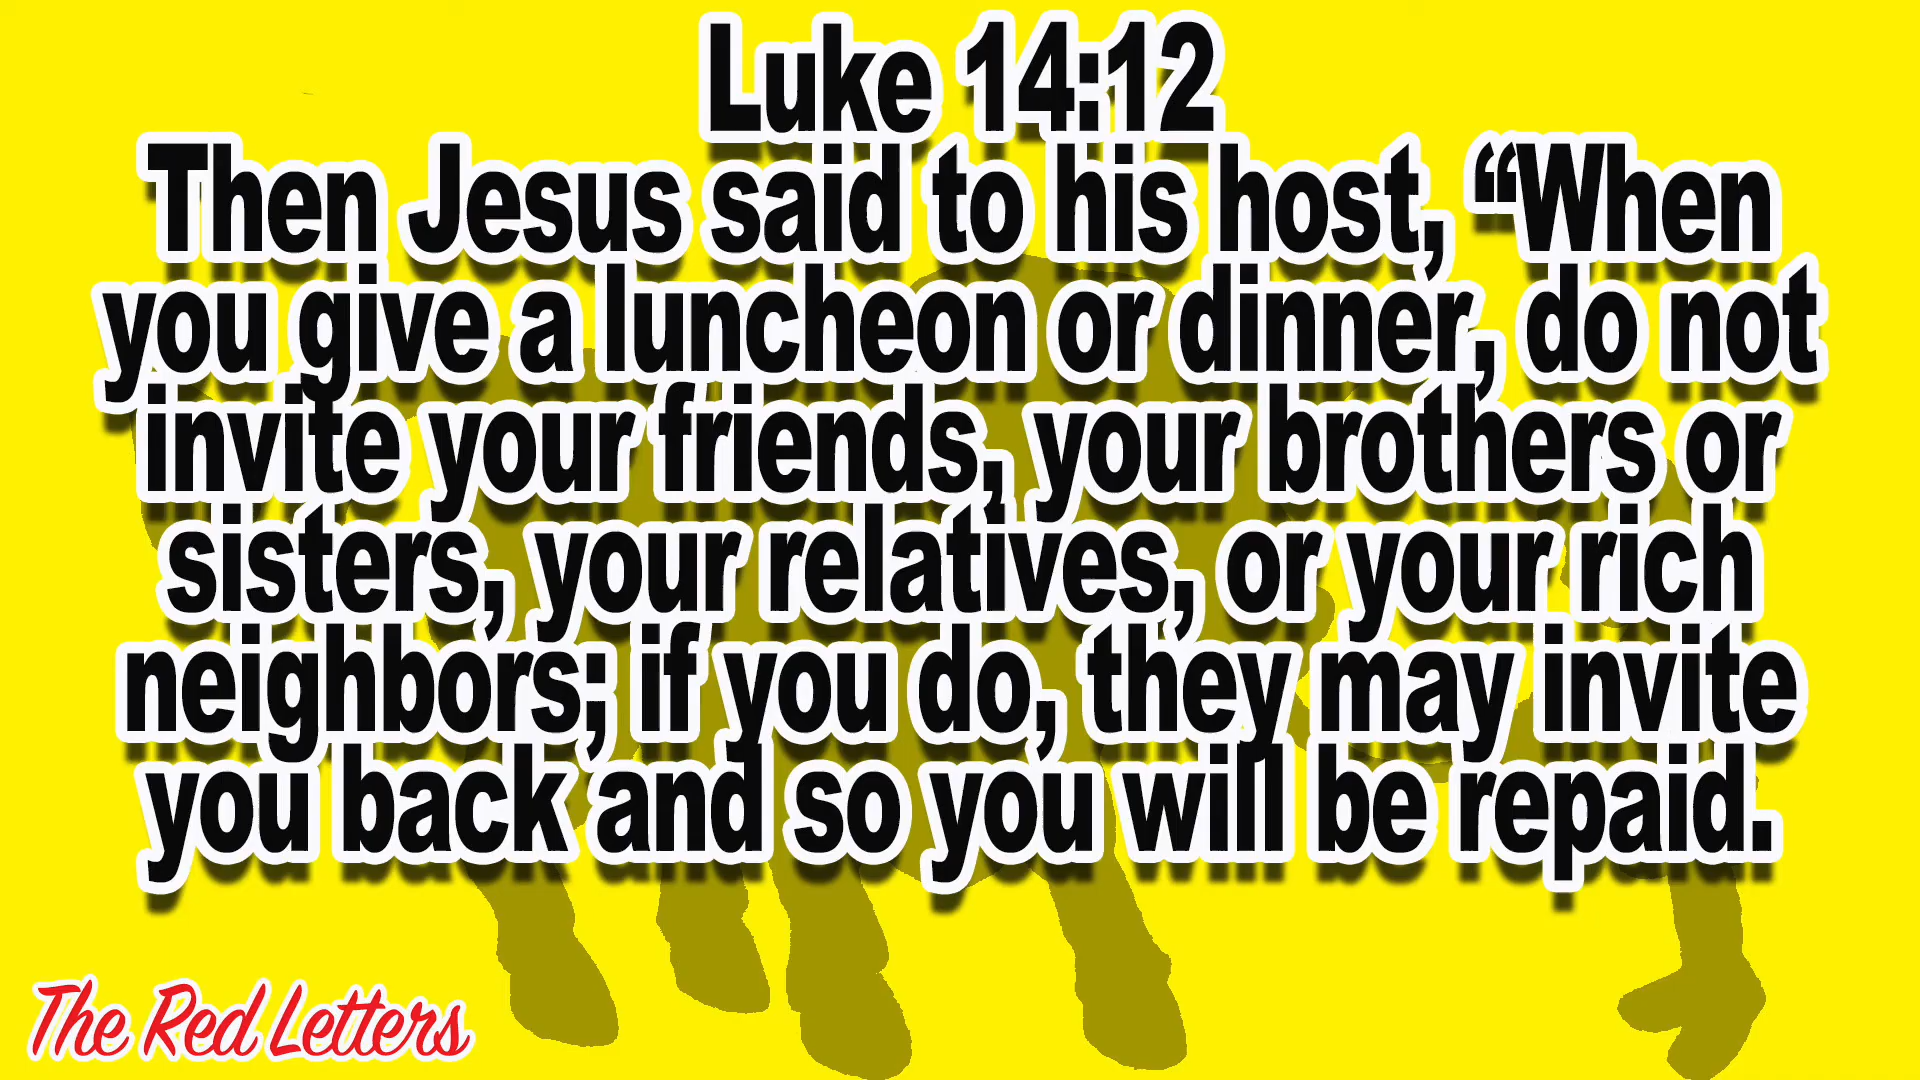 Luke 14:12
Then Jesus said to his host, “When
you give a luncheon or dinner, do not
invite your friends, your brothers or
sisters, your relatives, or your rich
neighbors; if you do, they may invite
you back and so you will be repaid.
The Red Letters